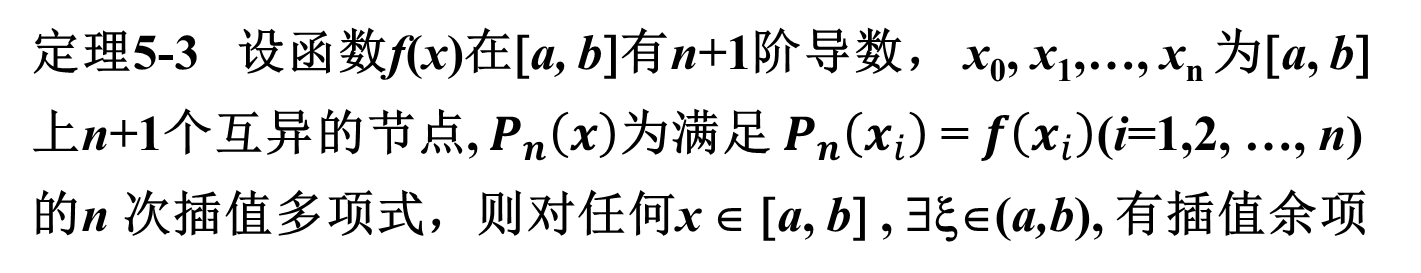 定理5-3 设函数f(x)在[a, b]有n+1阶导数， x₀, x₁,…, xₙ 为[a, b]
上n+1个互异的节点, Pₙ(x)为满足 Pₙ(xᵢ) = f(xᵢ)(i=1,2, …, n)
的n 次插值多项式，则对任何x ∈ [a, b] , ∃ξ∈(a,b), 有插值余项